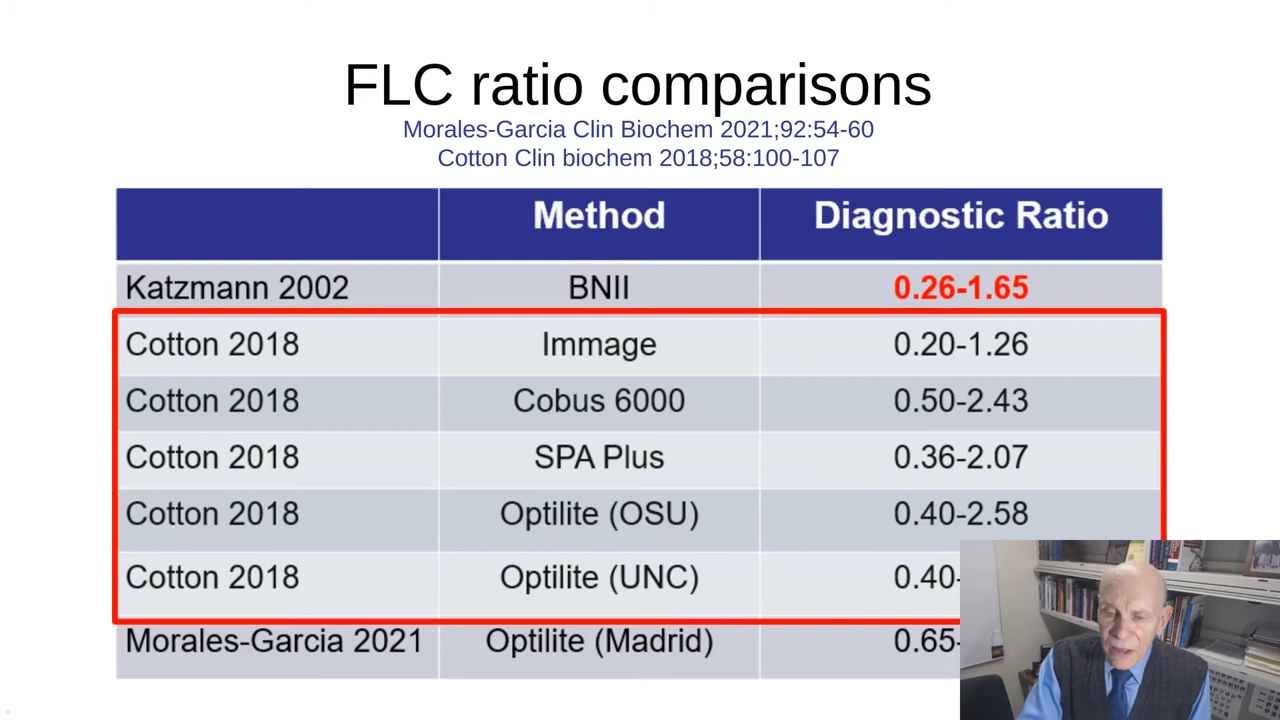 FLC ratio comparisons
Morales-Garcia Clin Biochem 2021;92:54-60
Cotton Clin biochem 2018;58:100-107
Method Diagnostic Ratio
Katzmann 2002 BNII 0.26-1.65
Cotton 2018 Immage 0.20-1.26
Cotton 2018 Cobus 6000 0.50-2.43
Cotton 2018 SPA Plus 0.36-2.07
Cotton 2018 Optilite (OSU) 0.40-2.58
Cotton 2018 Optilite (UNC) 0.40-
Morales-Garcia 2021 Optilite (Madrid) 0.65-